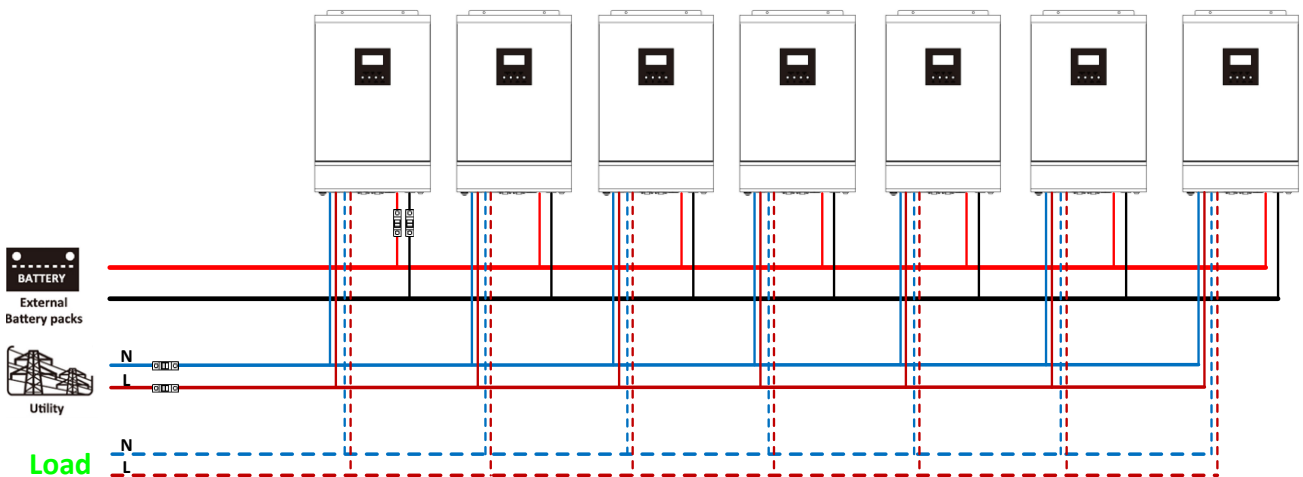 BATTERY
External
Battery packs
N
L
Utility
N
Load
L